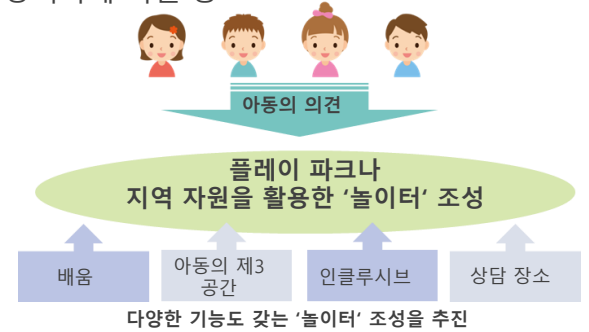 아동의 의견
플레이 파크나
지역 자원을 활용한 ‘놀이터‘ 조성
배움
아동의 제3
공간
인클루시브
상담 장소
다양한 기능도 갖는 ‘놀이터‘ 조성을 추진